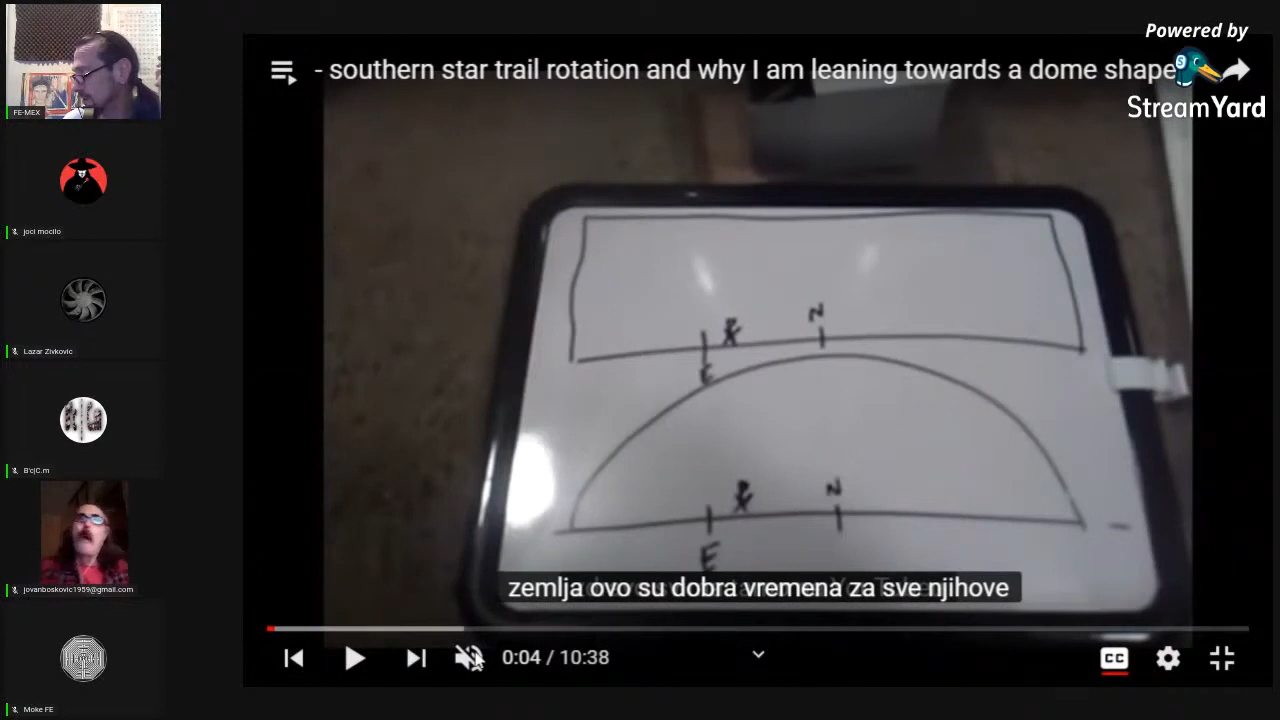 Powered by
StreamYard
- southern star trail rotation and why I am leaning towards a dome shape
FE-MEX
joci mocilo
Lazar Zivkovic
B'c|C.m
jovanboskovic1959@gmail.com
Moke FE
N
E
N
E
zemlja ovo su dobra vremena za sve njihove
0:04 / 10:38
CC